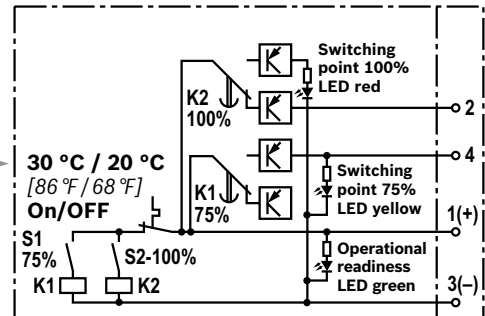 Switching
point 100%
LED red
K2
100%
2
4
30 °C / 20 °C
[86 °F / 68 °F]
On/OFF
K1
75%
Switching
point 75%
LED yellow
1(+)
S1
75%
S2-100%
Operational
readiness
LED green
K1
K2
3(–)